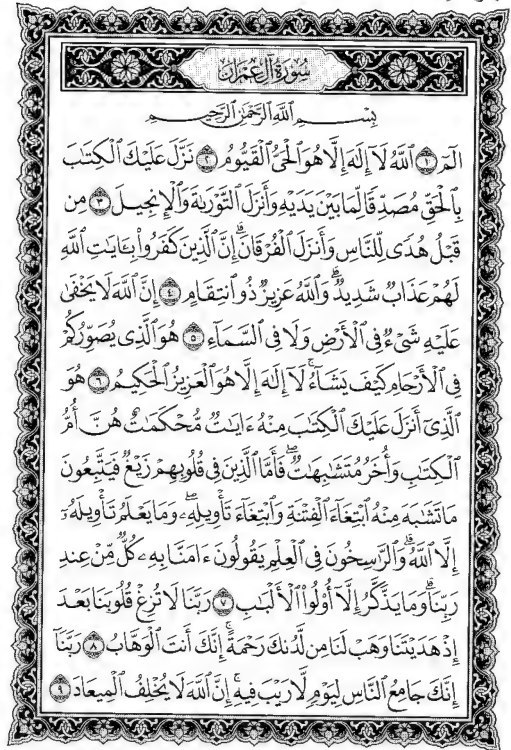 سُورَةُ آلِ عِمْرَانَ
بِسْمِ ٱللَّهِ ٱلرَّحْمَٰنِ ٱلرَّحِيمِ
الٓمٓ ١ ٱللَّهُ لَآ إِلَٰهَ إِلَّا هُوَ ٱلْحَىُّ ٱلْقَيُّومُ ٢ نَزَّلَ عَلَيْكَ ٱلْكِتَٰبَ
بِٱلْحَقِّ مُصَدِّقًا لِّمَا بَيْنَ يَدَيْهِ وَأَنزَلَ ٱلتَّوْرَىٰةَ وَٱلْإِنجِيلَ ٣ مِن
قَبْلُ هُدًى لِّلنَّاسِ وَأَنزَلَ ٱلْفُرْقَانَ ۗ إِنَّ ٱلَّذِينَ كَفَرُوا۟ بِـَٔايَٰتِ ٱللَّهِ
لَهُمْ عَذَابٌ شَدِيدٌ ۗ وَٱللَّهُ عَزِيزٌ ذُو ٱنتِقَامٍ ٤ إِنَّ ٱللَّهَ لَا يَخْفَىٰ
عَلَيْهِ شَىْءٌ فِى ٱلْأَرْضِ وَلَا فِى ٱلسَّمَآءِ ٥ هُوَ ٱلَّذِى يُصَوِّرُكُمْ
فِى ٱلْأَرْحَامِ كَيْفَ يَشَآءُ ۚ لَآ إِلَٰهَ إِلَّا هُوَ ٱلْعَزِيزُ ٱلْحَكِيمُ ٦ هُوَ
ٱلَّذِىٓ أَنزَلَ عَلَيْكَ ٱلْكِتَٰبَ مِنْهُ ءَايَٰتٌ مُّحْكَمَٰتٌ هُنَّ أُمُّ
ٱلْكِتَٰبِ وَأُخَرُ مُتَشَٰبِهَٰتٌ ۖ فَأَمَّا ٱلَّذِينَ فِى قُلُوبِهِمْ زَيْغٌ فَيَتَّبِعُونَ
مَا تَشَٰبَهَ مِنْهُ ٱبْتِغَآءَ ٱلْفِتْنَةِ وَٱبْتِغَآءَ تَأْوِيلِهِۦ ۗ وَمَا يَعْلَمُ تَأْوِيلَهُۥٓ
إِلَّا ٱللَّهُ ۗ وَٱلرَّٰسِخُونَ فِى ٱلْعِلْمِ يَقُولُونَ ءَامَنَّا بِهِۦ كُلٌّ مِّنْ عِندِ
رَبِّنَا ۗ وَمَا يَذَّكَّرُ إِلَّآ أُو۟لُوا۟ ٱلْأَلْبَٰبِ ٧ رَبَّنَا لَا تُزِغْ قُلُوبَنَا بَعْدَ
إِذْ هَدَيْتَنَا وَهَبْ لَنَا مِن لَّدُنكَ رَحْمَةً ۚ إِنَّكَ أَنتَ ٱلْوَهَّابُ ٨ رَبَّنَآ
إِنَّكَ جَامِعُ ٱلنَّاسِ لِيَوْمٍ لَّا رَيْبَ فِيهِ ۚ إِنَّ ٱللَّهَ لَا يُخْلِفُ ٱلْمِيعَادَ ٩